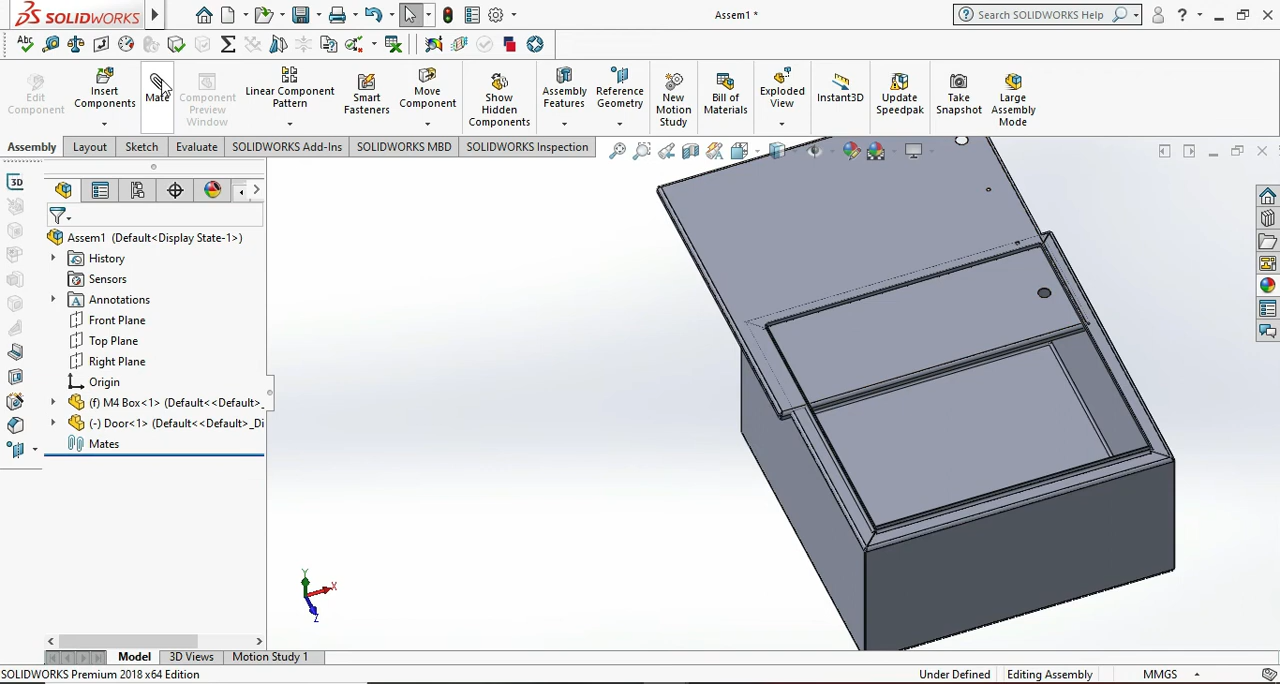 SOLIDWORKS
Assem1 *
Search SOLIDWORKS Help
Edit Component
Insert Components
Mate
Component Preview Window
Linear Component Pattern
Smart Fasteners
Move Component
Show Hidden Components
Assembly Features
Reference Geometry
New Motion Study
Bill of Materials
Exploded View
Instant3D
Update Speedpak
Take Snapshot
Large Assembly Mode
Assembly
Layout
Sketch
Evaluate
SOLIDWORKS Add-Ins
SOLIDWORKS MBD
SOLIDWORKS Inspection
Assem1 (Default<Display State-1>)
History
Sensors
Annotations
Front Plane
Top Plane
Right Plane
Origin
(f) M4 Box<1> (Default<<Default>_
(-) Door<1> (Default<<Default>_Di
Mates
Y
X
Z
Model
3D Views
Motion Study 1
SOLIDWORKS Premium 2018 x64 Edition
Under Defined
Editing Assembly
MMGS